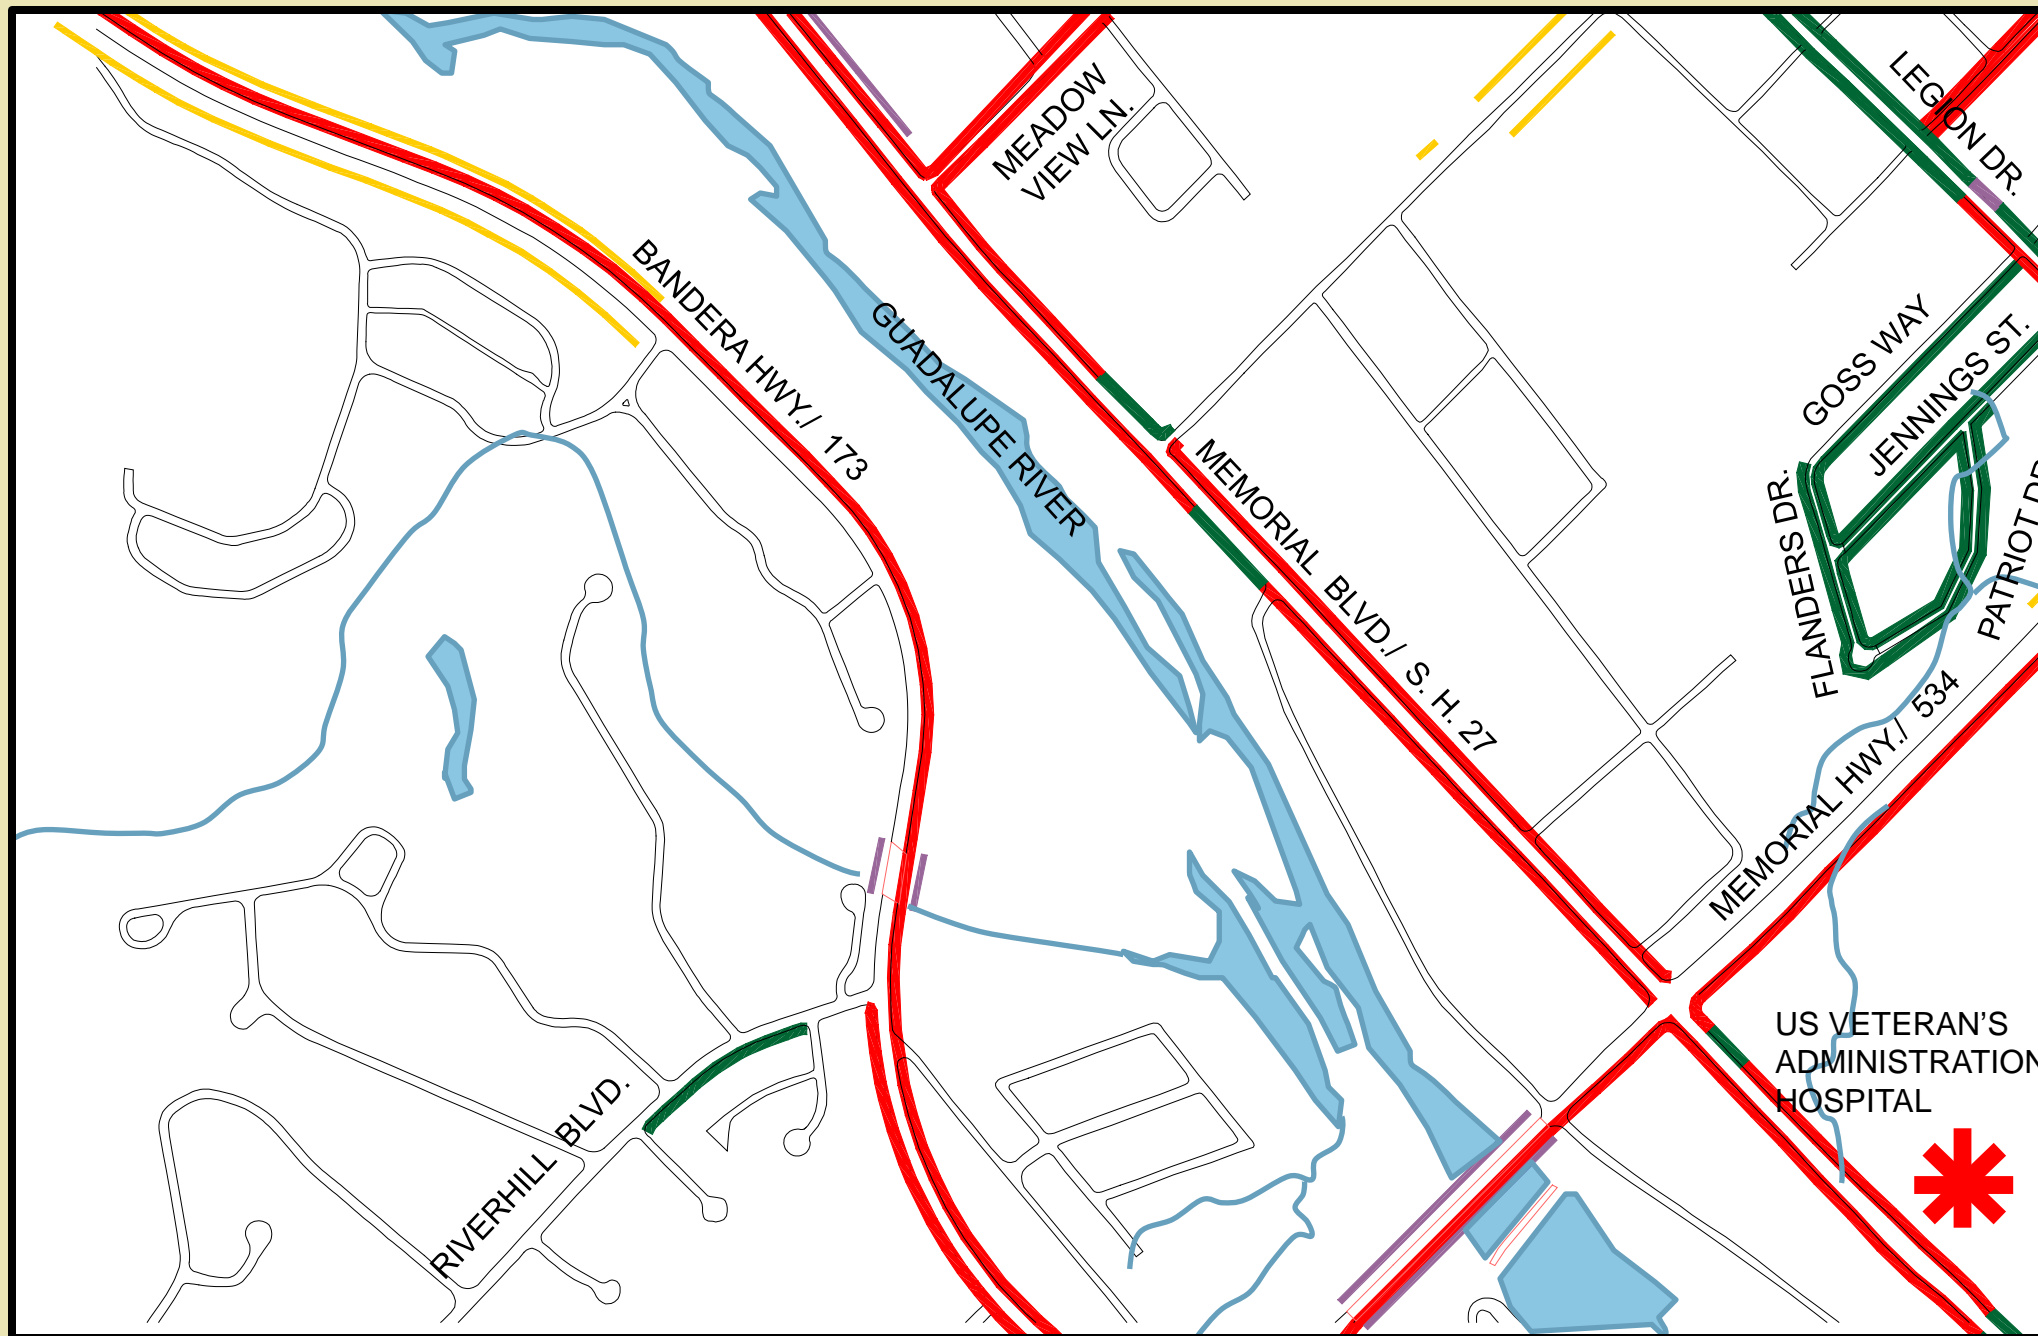 LEGION DR.
MEADOW
VIEW LN.
BANDERA HWY./ 173
GUADALUPE RIVER
GOSS WAY
JENNINGS ST.
MEMORIAL BLVD./ S. H. 27
FLANDERS DR.
PATRIOT DR
MEMORIAL HWY./ 534
US VETERAN'S
ADMINISTRATION
HOSPITAL
RIVERHILL BLVD.